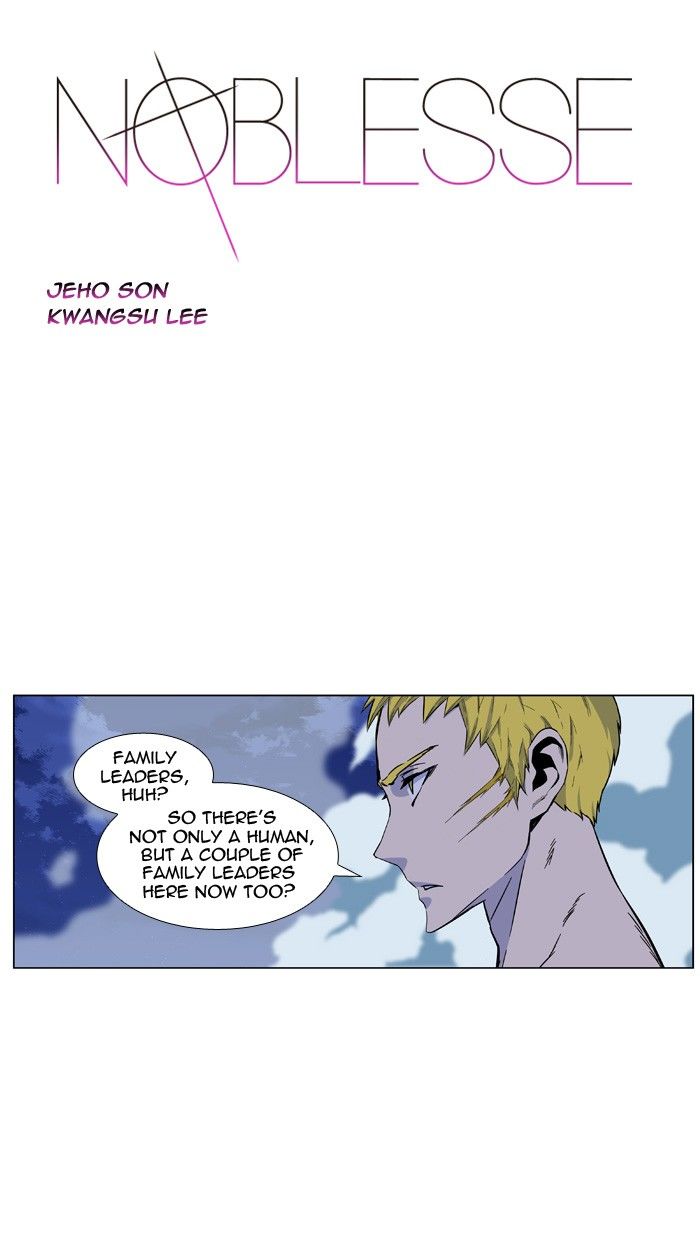 NOBLESSE
JEHO SON
KWANGSU LEE
FAMILY
LEADERS,
HUH?
SO THERE'S
NOT ONLY A HUMAN,
BUT A COUPLE OF
FAMILY LEADERS
HERE NOW TOO?